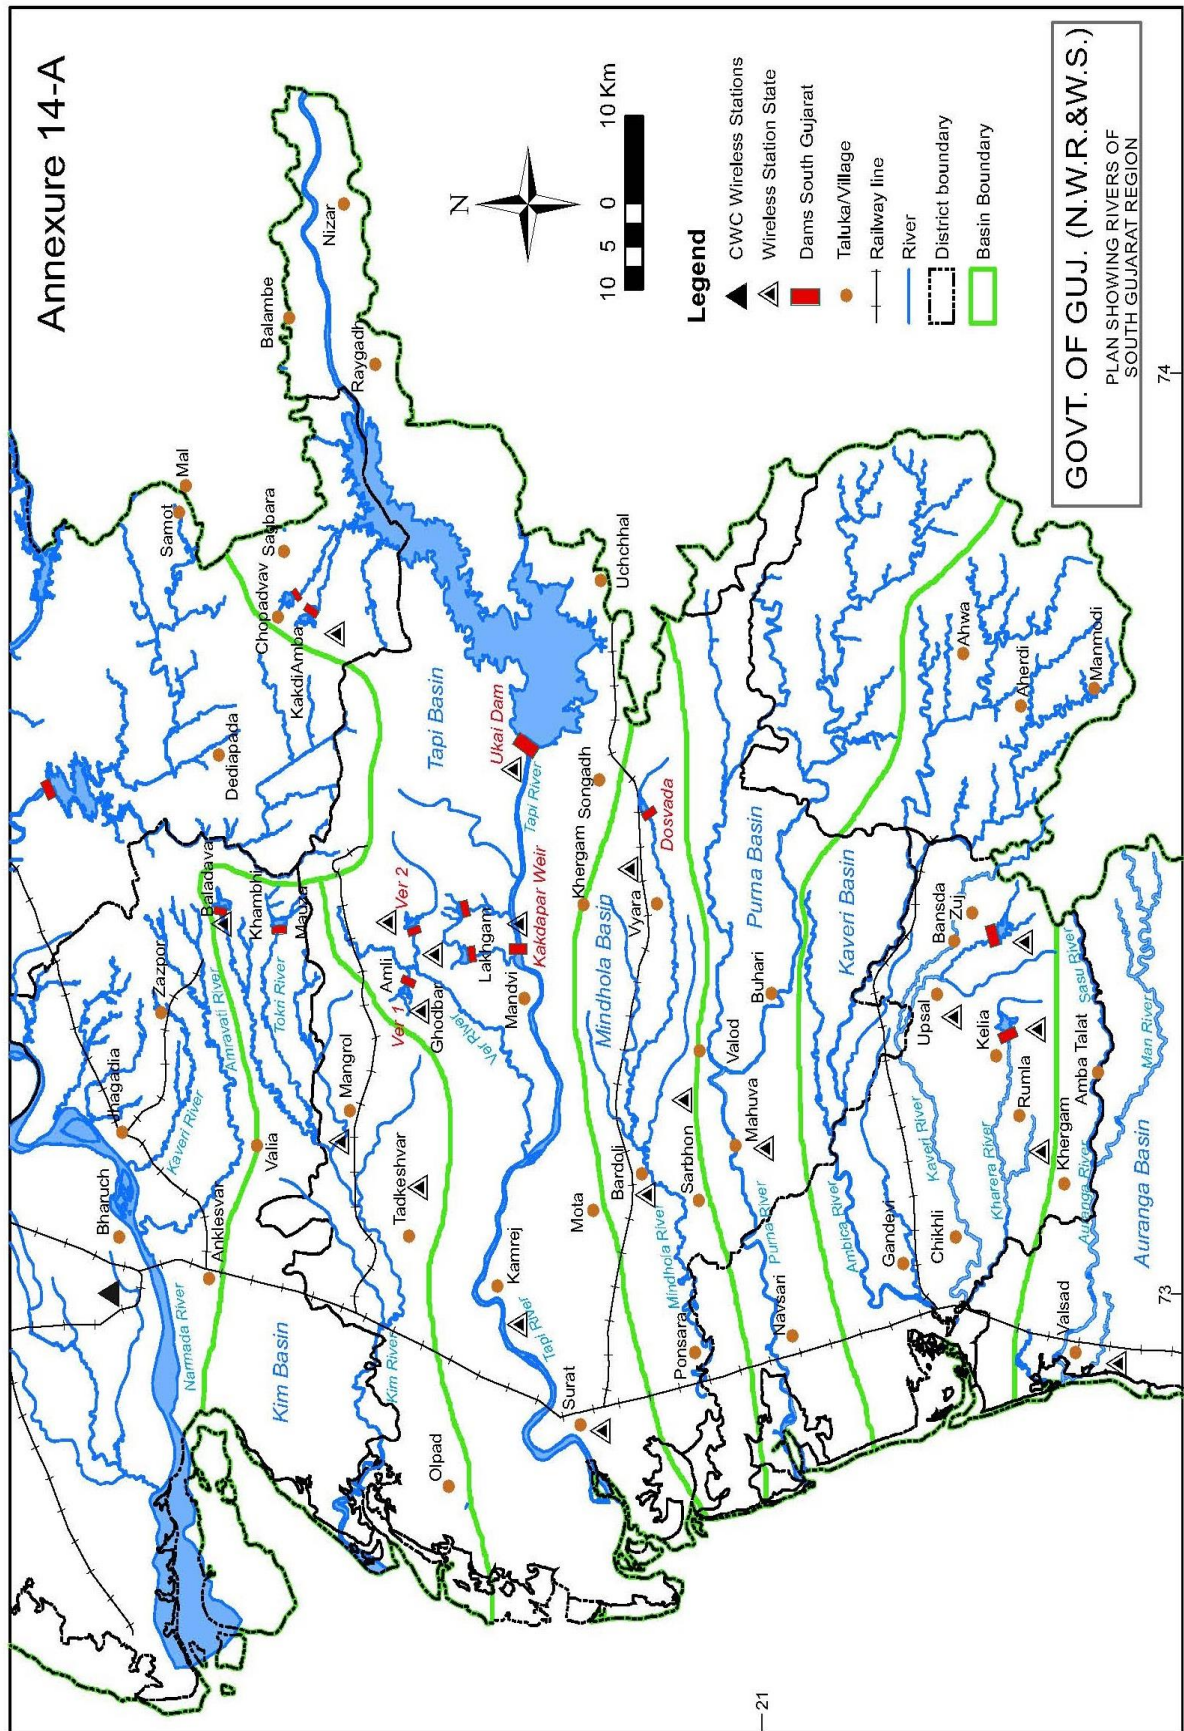 Annexure 14-A
N
10 5 0 10 Km
Legend
CWC Wireless Stations
Wireless Station State
Dams South Gujarat
Taluka/Village
Railway line
River
District boundary
Basin Boundary
GOVT. OF GUJ. (N.W.R.&W.S.)
PLAN SHOWING RIVERS OF
SOUTH GUJARAT REGION
21
73
74
Bharuch
Jhagadia
Zazpor
Kaveri River
Narmada River
Anklesvar
Valia
Amravati River
Baladava
Khambhi
Mauza
Tokri River
Dediapada
Samot
Mal
Sagbara
Chopadvav
KakdiAmba
Balambe
Nizar
Raygadh
Kim Basin
Kim River
Mangrol
Tadkeshvar
Olpad
Amli
Ver 1
Ver 2
Ghodbar
Ver River
Lakhgam
Tapi Basin
Ukai Dam
Tapi River
Kakdapar Weir
Mandvi
Kamrej
Tapi River
Surat
Uchchhal
Songadh
Khergam
Mota
Mindhola Basin
Vyara
Dosvada
Bardoli
Sarbhon
Mindhola River
Ponsara
Valod
Mahuva
Purna Basin
Purna River
Navsari
Buhari
Kaveri Basin
Ambica River
Gandevi
Chikhli
Kaveri River
Upsal
Bansda
Zuj
Kelia
Rumla
Kharera River
Khergam
Ahwa
Aherdi
Manmodi
Amba Talat
Sasu River
Man River
Auranga River
Auranga Basin
Valsad